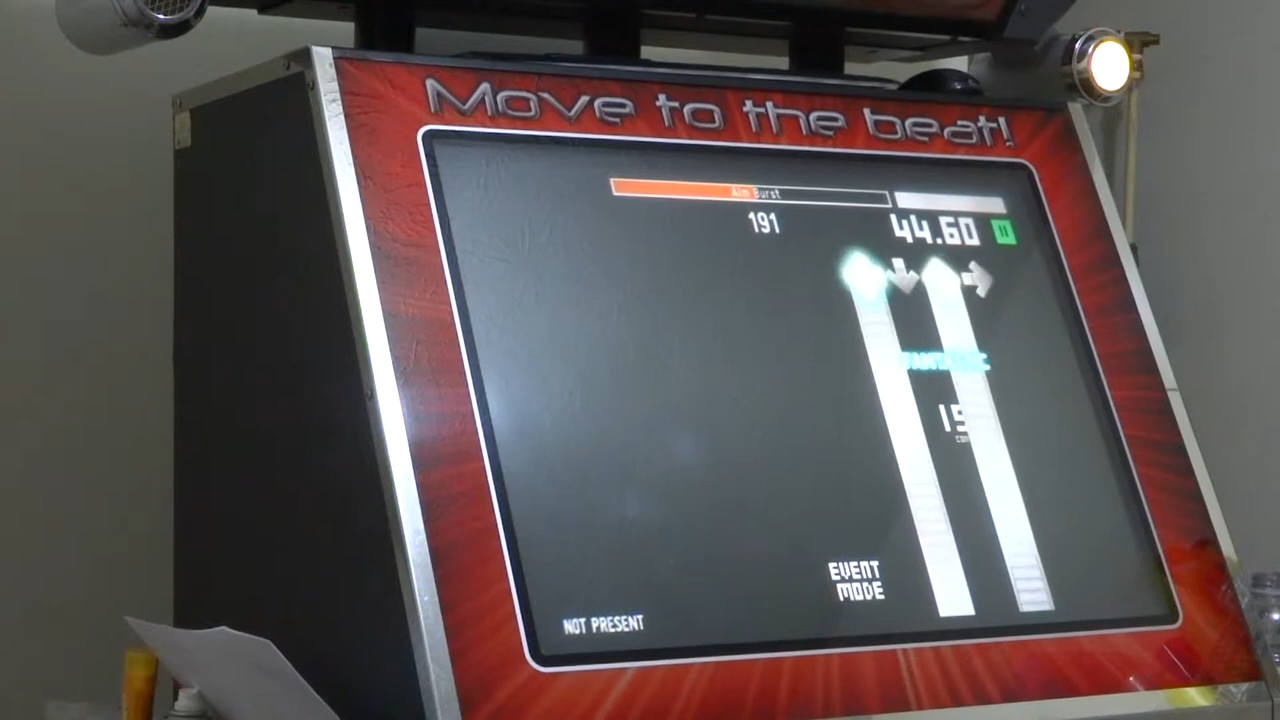 Move to the beat!
Aim Burst
191
44.60
EVENT
MODE
NOT PRESENT